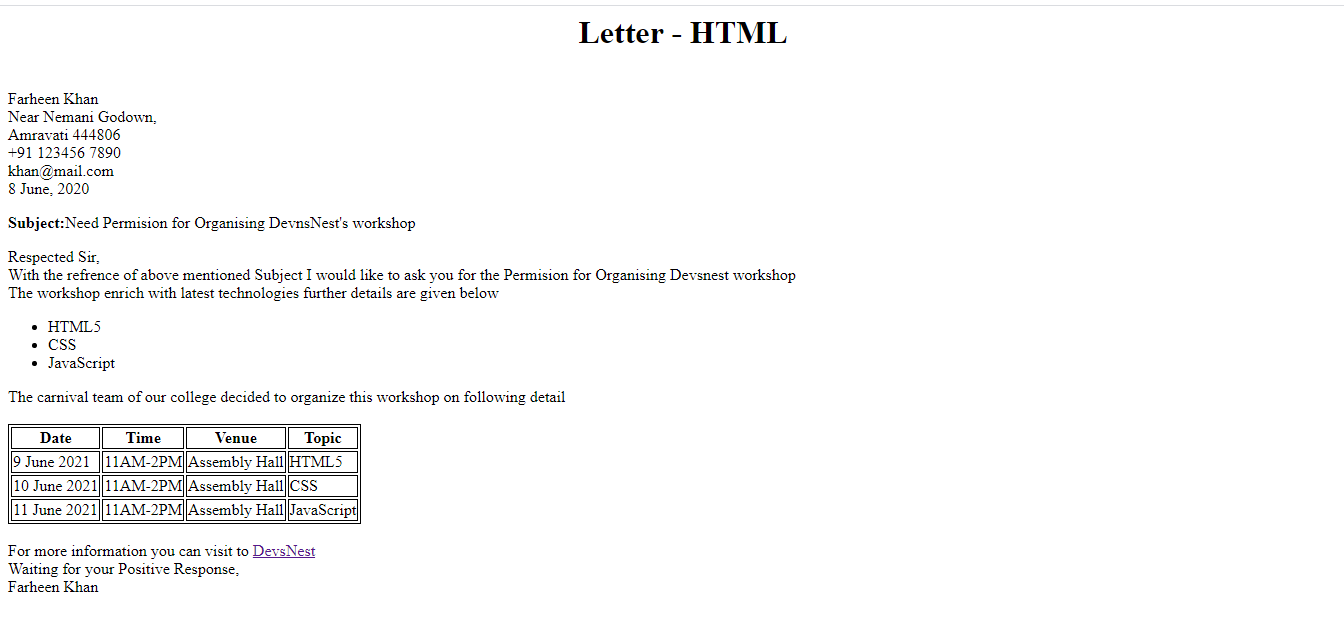 Letter - HTML
Farheen Khan
Near Nemani Godown,
Amravati 444806
+91 123456 7890
khan@mail.com
8 June, 2020
Subject:Need Permision for Organising DevnsNest's workshop
Respected Sir,
With the refrence of above mentioned Subject I would like to ask you for the Permision for Organising Devsnest workshop
The workshop enrich with latest technologies further details are given below
• HTML5
• CSS
• JavaScript
The carnival team of our college decided to organize this workshop on following detail
Date Time Venue Topic
9 June 2021 11AM-2PM Assembly Hall HTML5
10 June 2021 11AM-2PM Assembly Hall CSS
11 June 2021 11AM-2PM Assembly Hall JavaScript
For more information you can visit to DevsNest
Waiting for your Positive Response,
Farheen Khan